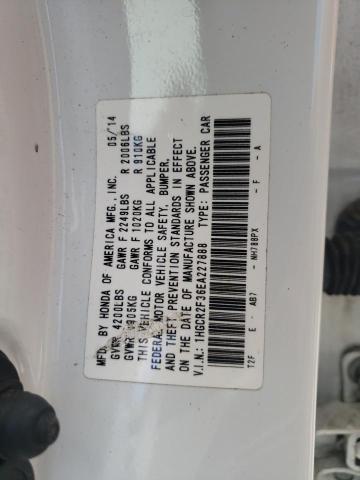 MFD. BY HONDA OF AMERICA MFG.,INC. 05/14
GVWR 4200LBS GAWR F 2249LBS R 2006LBS
GVWR 1905KG GAWR F 1020KG R 910KG
THIS VEHICLE CONFORMS TO ALL APPLICABLE
FEDERAL MOTOR VEHICLE SAFETY, BUMPER,
AND THEFT PREVENTION STANDARDS IN EFFECT
ON THE DATE OF MANUFACTURE SHOWN ABOVE.
V.I.N.: 1HGCR2F36EA227888 TYPE: PASSENGER CAR
T2F E - AB7 - NH788PX - F - A